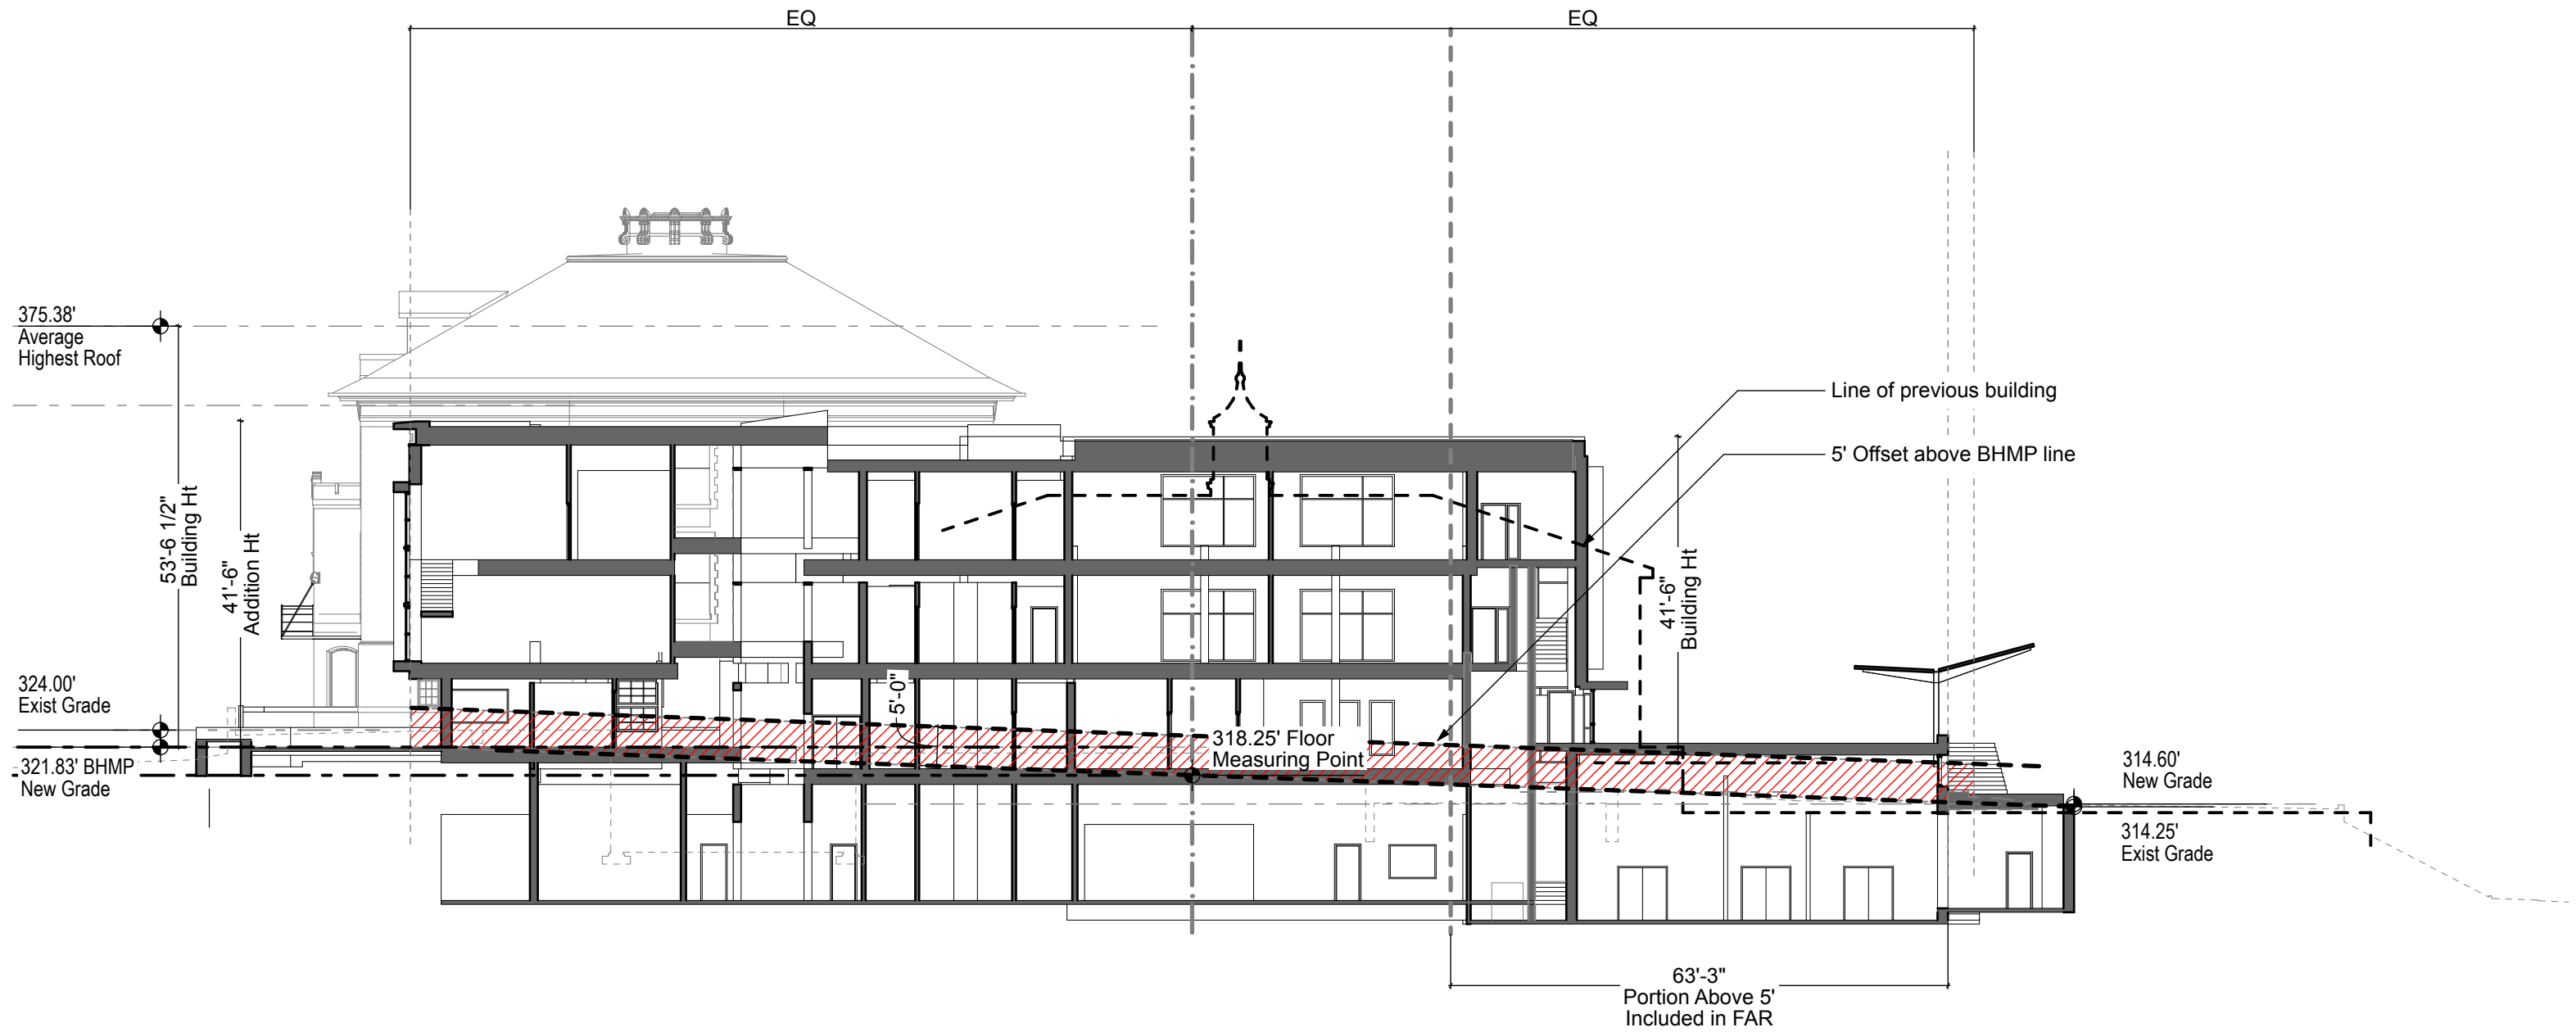 EQ
EQ
375.38'
Average
Highest Roof
Line of previous building
5' Offset above BHMP line
53'-6 1/2"
Building Ht
41'-6"
Addition Ht
41'-6"
Building Ht
324.00'
Exist Grade
5'-0"
318.25' Floor
Measuring Point
321.83' BHMP
New Grade
314.60'
New Grade
314.25'
Exist Grade
63'-3"
Portion Above 5'
Included in FAR